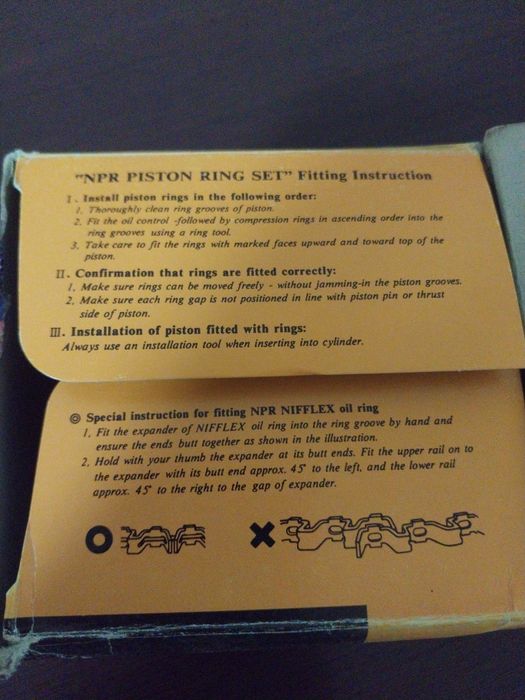 "NPR PISTON RING SET" Fitting Instruction
I. Install piston rings in the following order:
1. Thoroughly clean ring grooves of piston.
2. Fit the oil control -followed by compression rings in ascending order into the
ring grooves using a ring tool.
3. Take care to fit the rings with marked faces upward and toward top of the
piston.
II. Confirmation that rings are fitted correctly:
1. Make sure rings can be moved freely - without jamming-in the piston grooves.
2. Make sure each ring gap is not positioned in line with piston pin or thrust
side of piston.
III. Installation of piston fitted with rings:
Always use an installation tool when inserting into cylinder.
◎ Special instruction for fitting NPR NIFFLEX oil ring
1. Fit the expander of NIFFLEX oil ring into the ring groove by hand and
ensure the ends butt together as shown in the illustration.
2. Hold with your thumb the expander at its butt ends. Fit the upper rail on to
the expander with its butt end approx. 45° to the left, and the lower rail
approx. 45° to the right to the gap of expander.